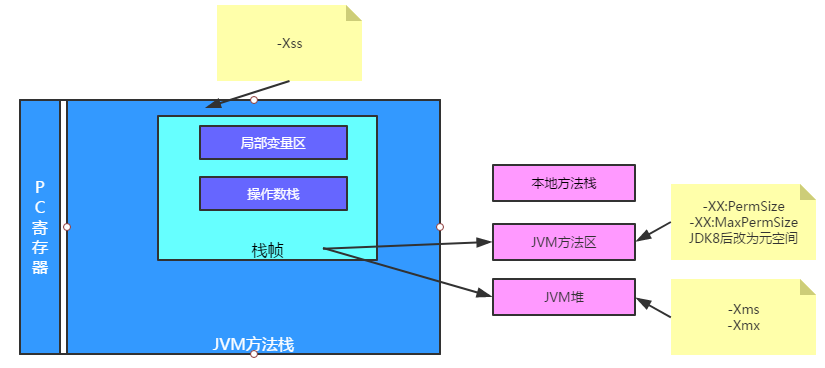 -Xss
局部变量区
操作数栈
栈帧
PC寄存器
JVM方法栈
本地方法栈
JVM方法区
JVM堆
-XX:PermSize
-XX:MaxPermSize
JDK8后改为元空间
-Xms
-Xmx